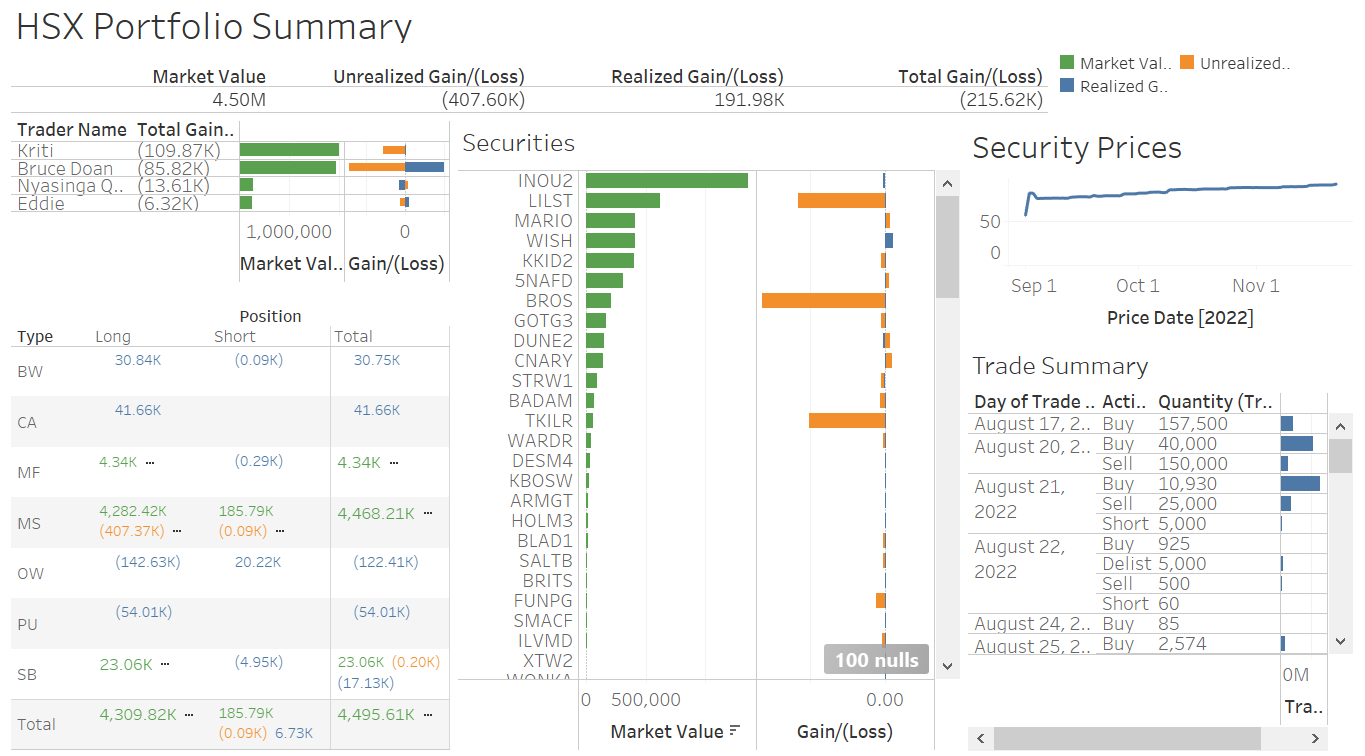 HSX Portfolio Summary
Market Value Unrealized Gain/(Loss) Realized Gain/(Loss) Total Gain/(Loss)
4.50M (407.60K) 191.98K (215.62K)
Market Val.. Unrealized..
Realized G..
Trader Name Total Gain..
Kriti (109.87K)
Bruce Doan (85.82K)
Nyasinga Q.. (13.61K)
Eddie (6.32K)
1,000,000 0
Market Val.. Gain/(Loss)
Position
Type Long Short Total
BW 30.84K (0.09K) 30.75K
CA 41.66K 41.66K
MF 4.34K ... (0.29K) 4.34K ...
MS 4,282.42K 185.79K 4,468.21K ...
(407.37K) ... (0.09K) ...
OW (142.63K) 20.22K (122.41K)
PU (54.01K) (54.01K)
SB 23.06K ... (4.95K) 23.06K (0.20K)
(17.13K)
Total 4,309.82K ... 185.79K 4,495.61K ...
(0.09K) 6.73K
Securities
INOU2
LILST
MARIO
WISH
KKID2
5NAFD
BROS
GOTG3
DUNE2
CNARY
STRW1
BADAM
TKILR
WARDR
DESM4
KBOSW
ARMGT
HOLM3
BLAD1
SALTB
BRITS
FUNPG
SMACF
ILVMD
XTW2
WONKA
100 nulls
0 500,000 0.00
Market Value Gain/(Loss)
Security Prices
50
0
Sep 1 Oct 1 Nov 1
Price Date [2022]
Trade Summary
Day of Trade .. Acti.. Quantity (Tr..
August 17, 2.. Buy 157,500
August 20, 2.. Buy 40,000
Sell 150,000
August 21, 2022 Buy 10,930
Sell 25,000
Short 5,000
August 22, 2022 Buy 925
Delist 5,000
Sell 500
Short 60
August 24, 2.. Buy 85
August 25, 2.. Buy 2,574
0M
Tra..